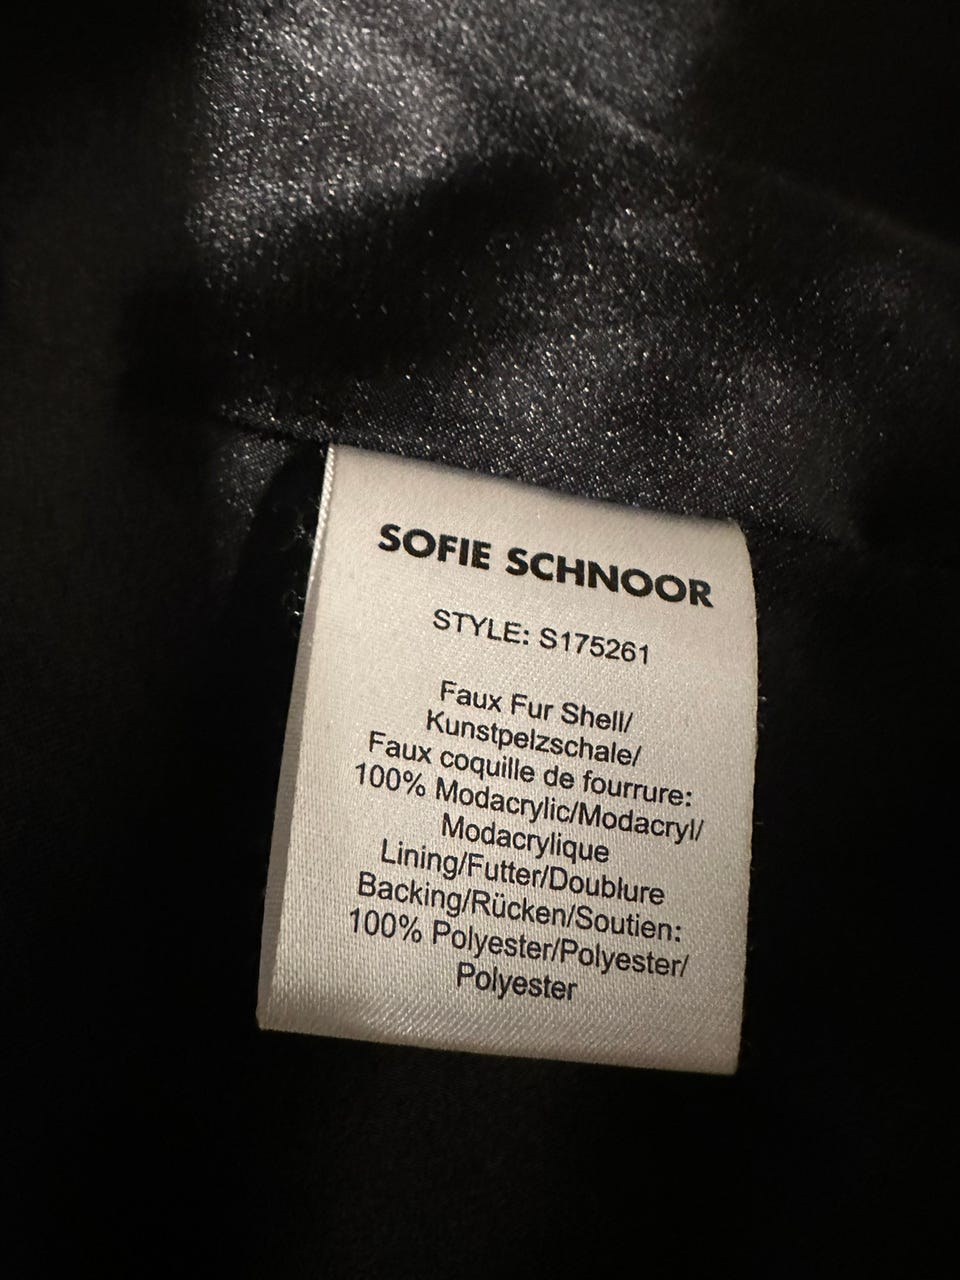 SOFIE SCHNOOR
STYLE: S175261
Faux Fur Shell/
Kunstpelzschale/
Faux coquille de fourrure:
100% Modacrylic/Modacryl/
Modacrylique
Lining/Futter/Doublure
Backing/Rücken/Soutien:
100% Polyester/Polyester/
Polyester